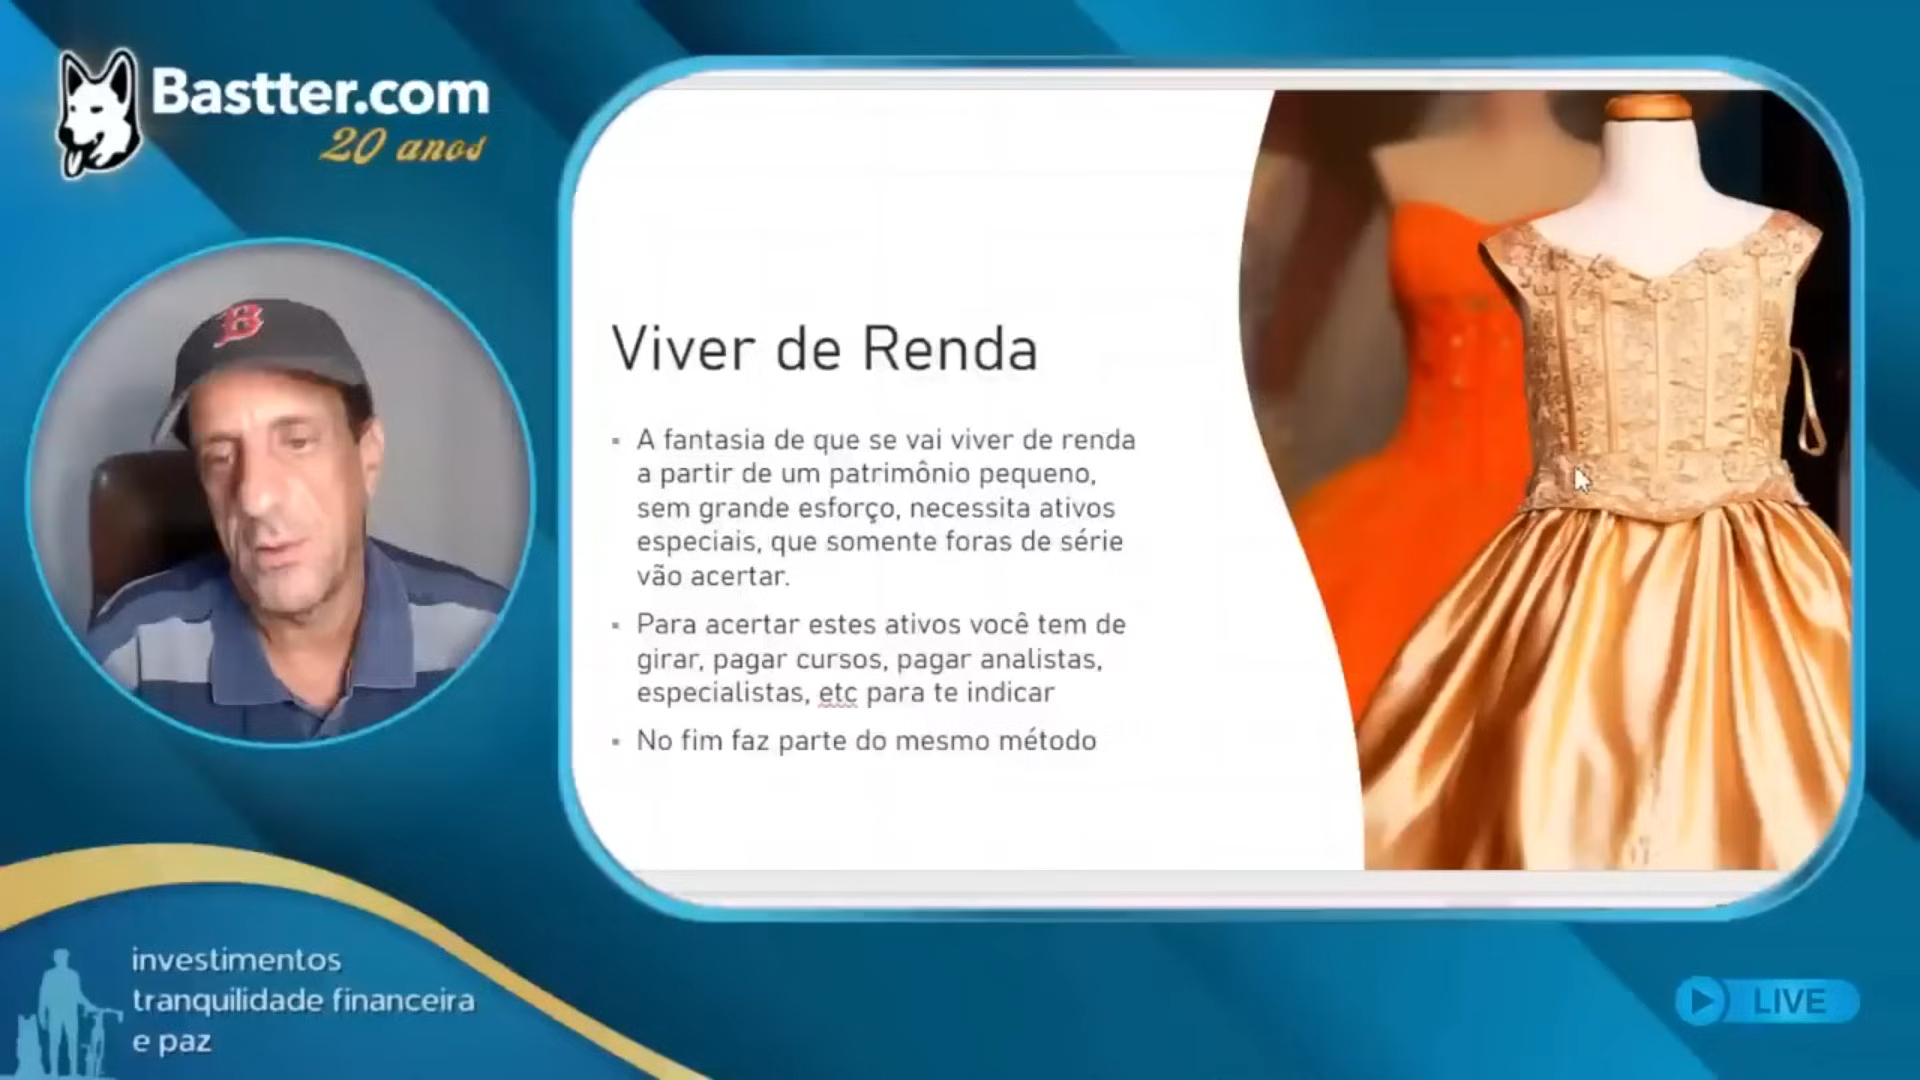 Bastter.com
20 anos
B
Viver de Renda
▪ A fantasia de que se vai viver de renda
a partir de um patrimônio pequeno,
sem grande esforço, necessita ativos
especiais, que somente foras de série
vão acertar.
▪ Para acertar estes ativos você tem de
girar, pagar cursos, pagar analistas,
especialistas, etc para te indicar
▪ No fim faz parte do mesmo método
investimentos
tranquilidade financeira
e paz
LIVE